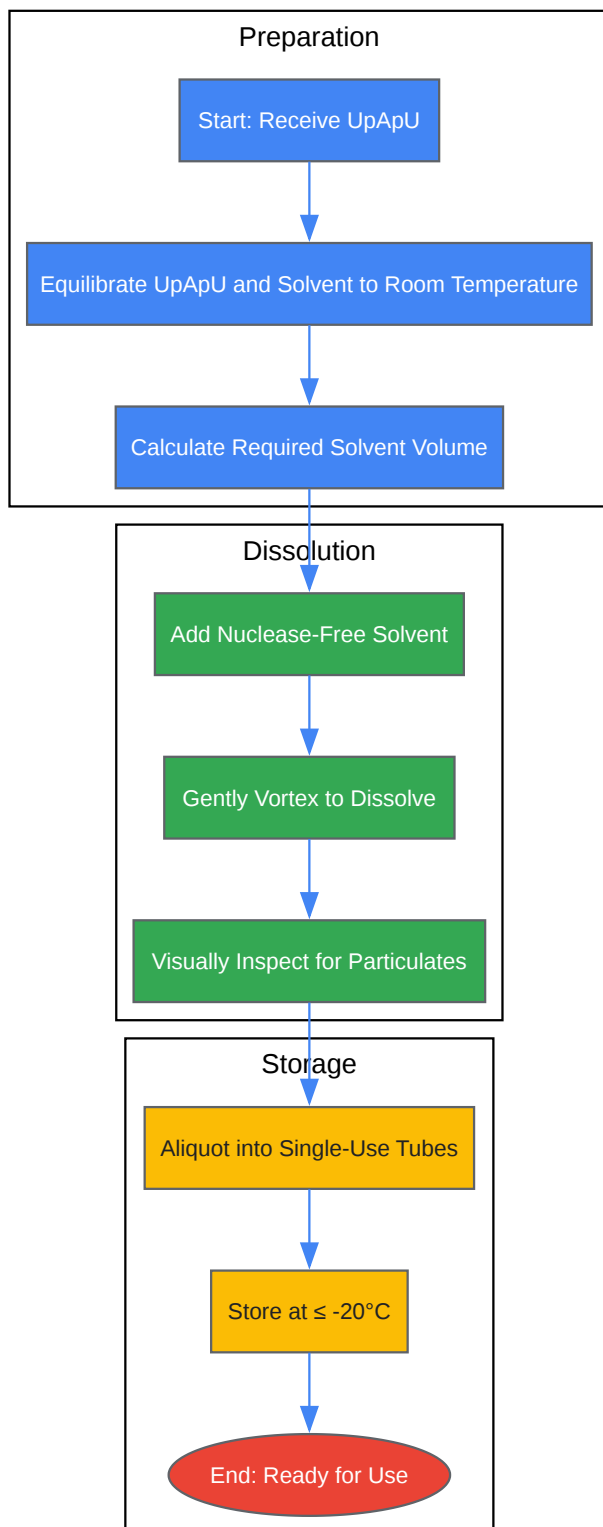 Preparation
Start: Receive UpApU
Equilibrate UpApU and Solvent to Room Temperature
Calculate Required Solvent Volume
Dissolution
Add Nuclease-Free Solvent
Gently Vortex to Dissolve
Visually Inspect for Particulates
Storage
Aliquot into Single-Use Tubes
Store at ≤ -20°C
End: Ready for Use